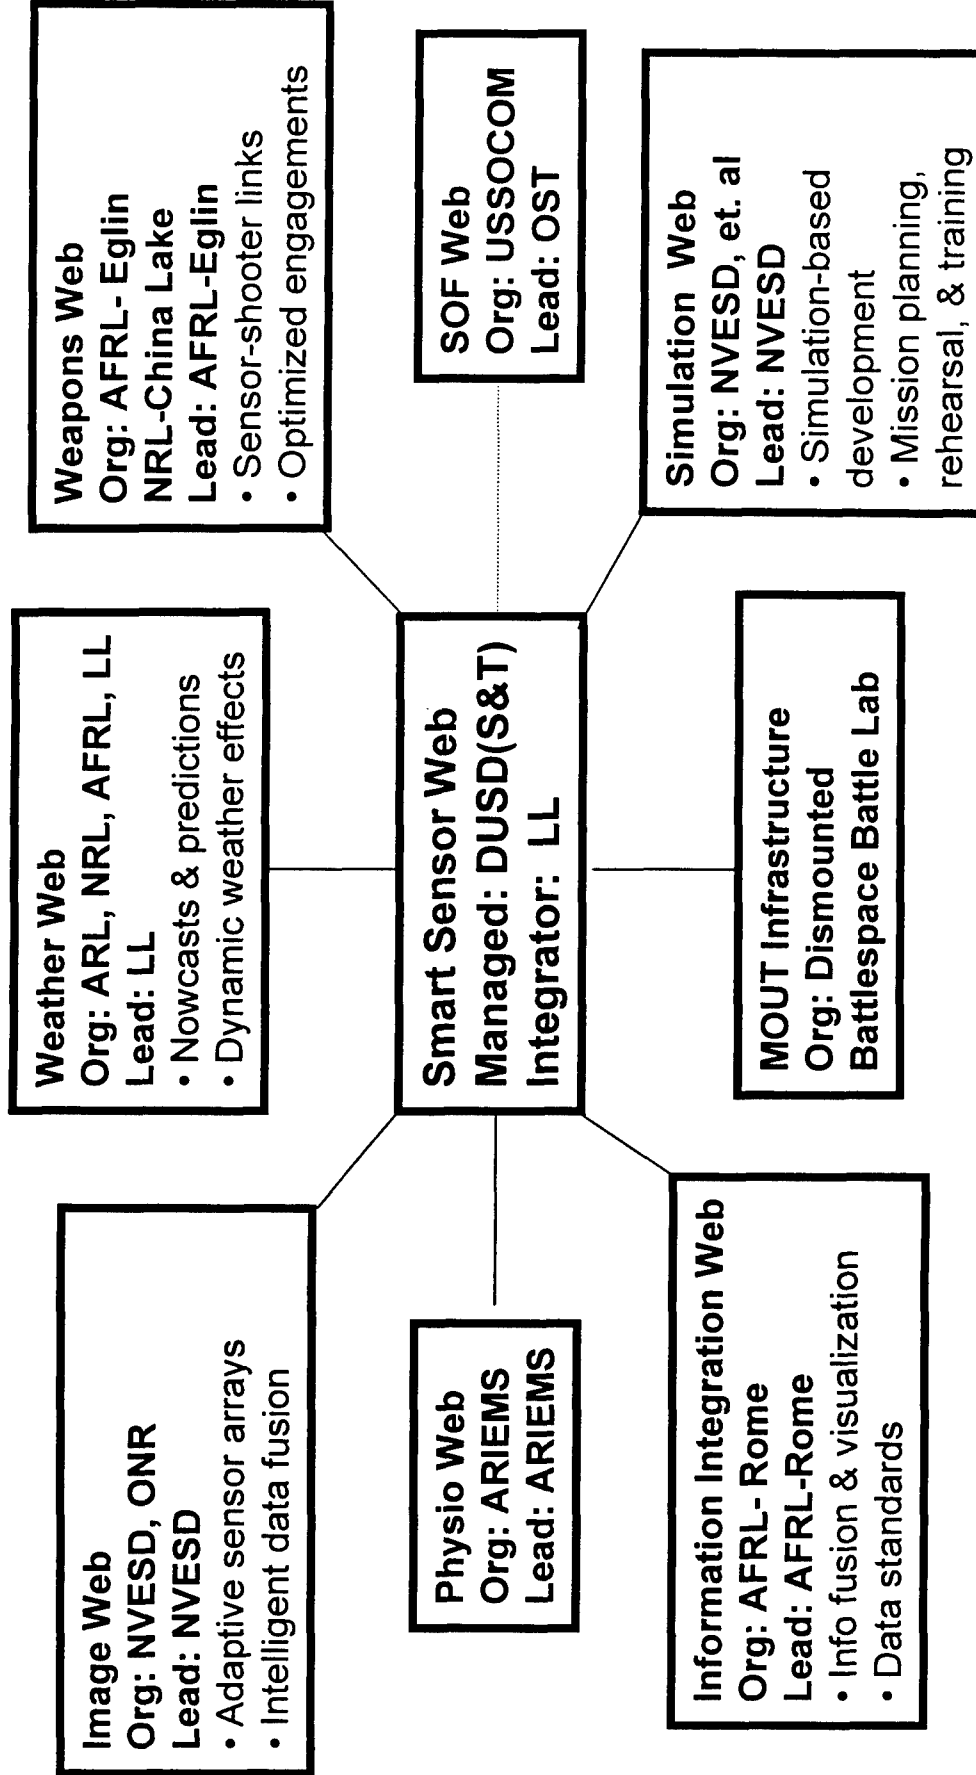 Image Web
Org: NVESD, ONR
Lead: NVESD
• Adaptive sensor arrays
• Intelligent data fusion
Weather Web
Org: ARL, NRL, AFRL, LL
Lead: LL
• Nowcasts & predictions
• Dynamic weather effects
Weapons Web
Org: AFRL- Eglin
NRL-China Lake
Lead: AFRL-Eglin
• Sensor-shooter links
• Optimized engagements
Physio Web
Org: ARIEMS
Lead: ARIEMS
Smart Sensor Web
Managed: DUSD(S&T)
Integrator: LL
SOF Web
Org: USSOCOM
Lead: OST
Information Integration Web
Org: AFRL- Rome
Lead: AFRL-Rome
• Info fusion & visualization
• Data standards
MOUT Infrastructure
Org: Dismounted
Battlespace Battle Lab
Simulation Web
Org: NVESD, et. al
Lead: NVESD
• Simulation-based
development
• Mission planning,
rehearsal, & training